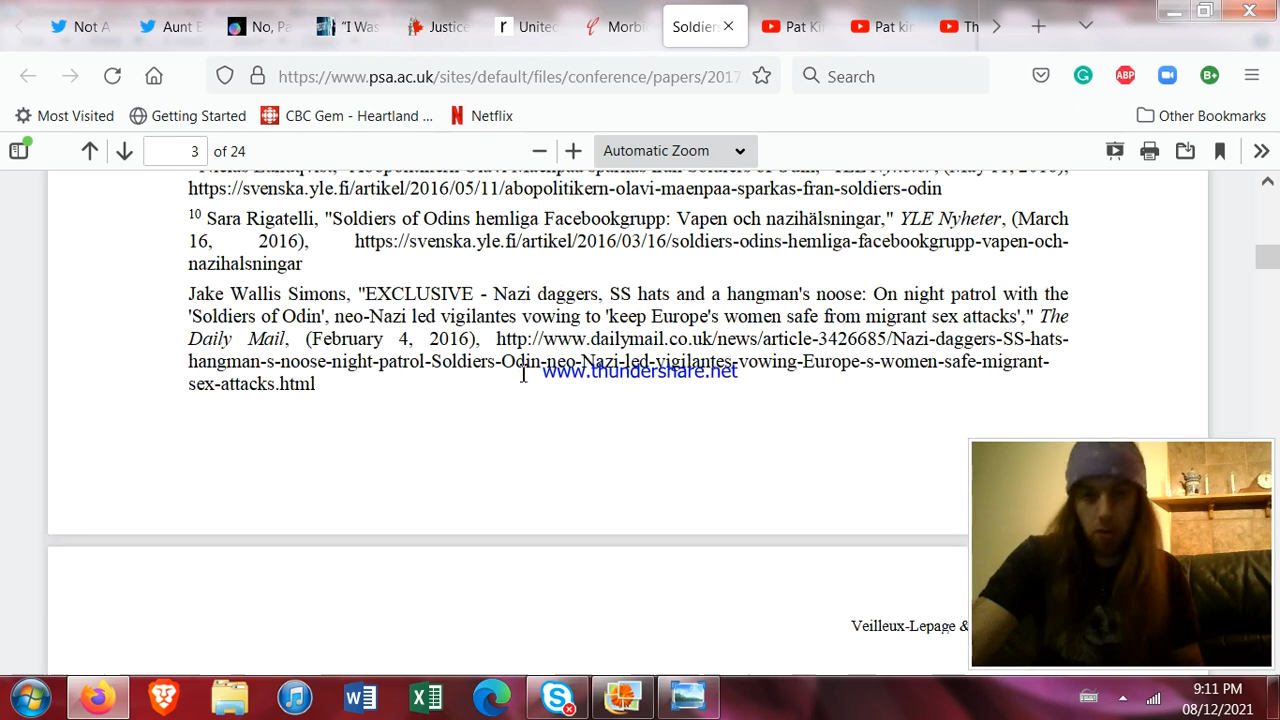 Not A
Aunt E
No, Pa
"I Was
Justice
United
Morbi
Soldiers
Pat Kin
Pat kin
Th
https://www.psa.ac.uk/sites/default/files/conference/papers/2017
Search
ABP
B+
Most Visited
Getting Started
CBC Gem - Heartland ...
Netflix
Other Bookmarks
3 of 24
Automatic Zoom
https://svenska.yle.fi/artikel/2016/05/11/abopolitikern-olavi-maenpaa-sparkas-fran-soldiers-odin
10 Sara Rigatelli, "Soldiers of Odins hemliga Facebookgrupp: Vapen och nazihälsningar," YLE Nyheter, (March
16, 2016), https://svenska.yle.fi/artikel/2016/03/16/soldiers-odins-hemliga-facebookgrupp-vapen-och-
nazihalsningar
Jake Wallis Simons, "EXCLUSIVE - Nazi daggers, SS hats and a hangman's noose: On night patrol with the
'Soldiers of Odin', neo-Nazi led vigilantes vowing to 'keep Europe's women safe from migrant sex attacks'," The
Daily Mail, (February 4, 2016), http://www.dailymail.co.uk/news/article-3426685/Nazi-daggers-SS-hats-
hangman-s-noose-night-patrol-Soldiers-Odin-neo-Nazi-led-vigilantes-vowing-Europe-s-women-safe-migrant-
www.thundershare.net
sex-attacks.html
Veilleux-Lepage &
9:11 PM
08/12/2021